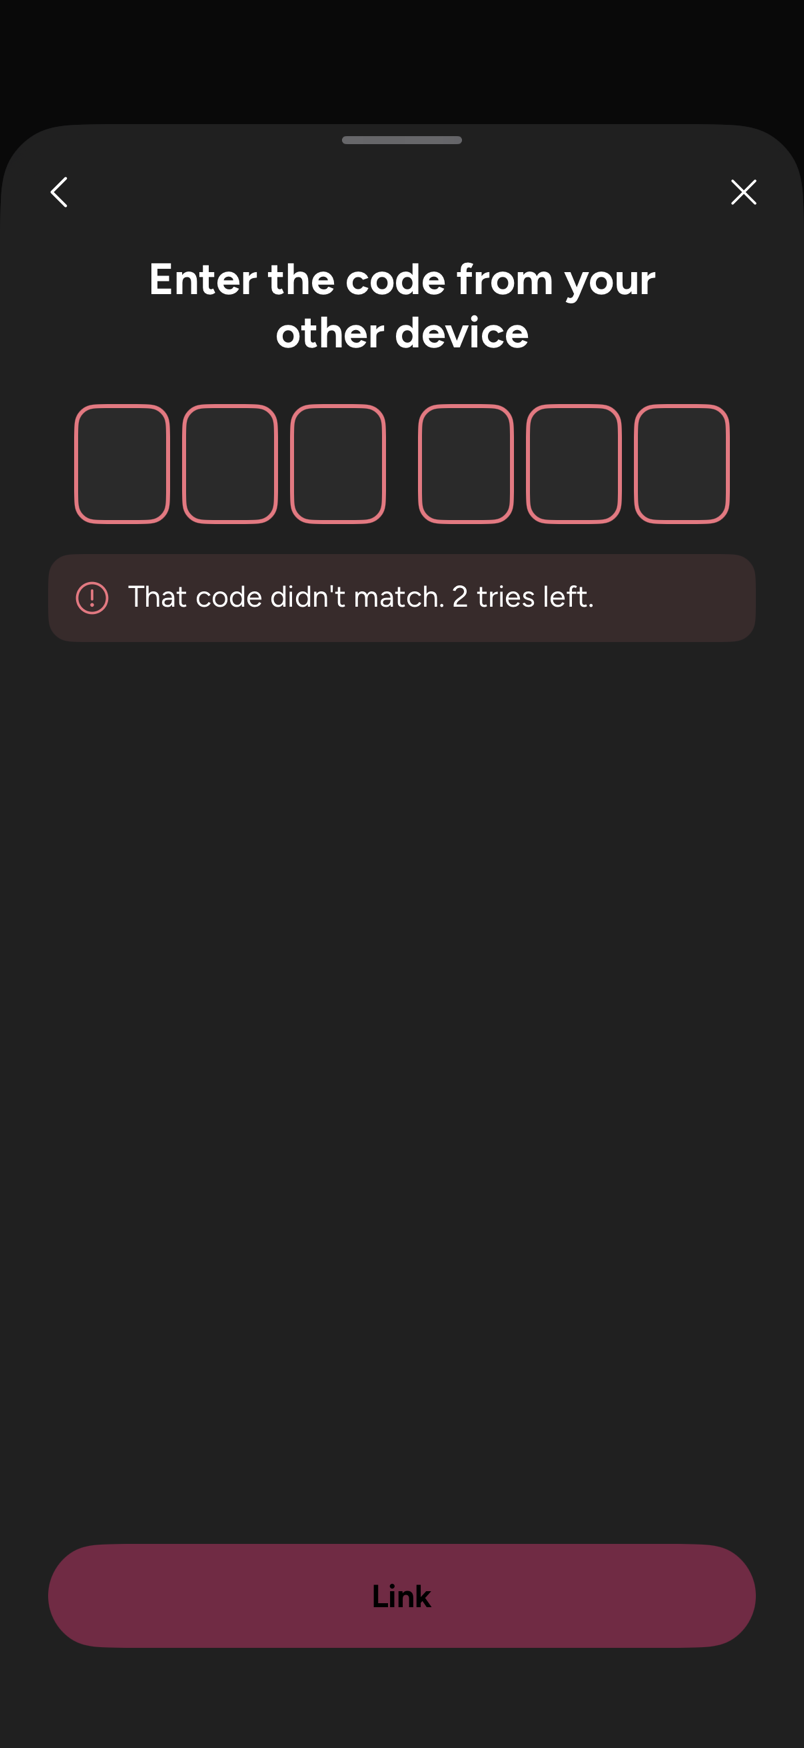 Enter the code from your
other device
That code didn't match. 2 tries left.
Link